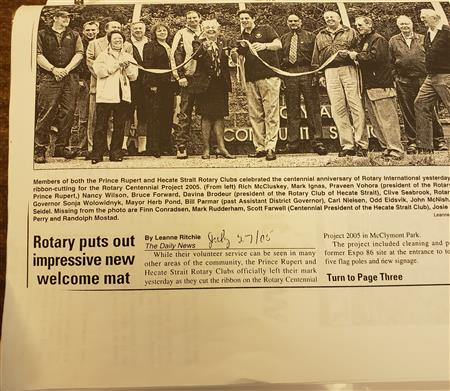 COMMUNITY
Members of both the Prince Rupert and Hecate Strait Rotary Clubs celebrated the centennial anniversary of Rotary International yesterday
ribbon-cutting for the Rotary Centennial Project 2005. (From left) Rich McCluskey, Mark Ignas, Praveen Vohora (president of the Rotary
Prince Rupert,) Nancy Wilson, Bruce Forward, Davina Brodeur (president of the Rotary Club of Hecate Strait), Clive Seabrook, Rotary
Governor Sonja Wolowidnyk, Mayor Herb Pond, Bill Parmar (past Assistant District Governor), Carl Nielsen, Odd Eidsvik, John McNish,
Seidel. Missing from the photo are Finn Conradsen, Mark Rudderham, Scott Farwell (Centennial President of the Hecate Strait Club), Josie
Perry and Randolph Mostad.
Leanne
Rotary puts out
impressive new
welcome mat
By Leanne Ritchie
The Daily News
July 27/05
While their volunteer service can be seen in many
other areas of the community, the Prince Rupert and
Hecate Strait Rotary Clubs officially left their mark
yesterday as they cut the ribbon on the Rotary Centennial
Project 2005 in McClymont Park.
The project included cleaning and
former Expo 86 site at the entrance to
five flag poles and new signage.
Turn to Page Three